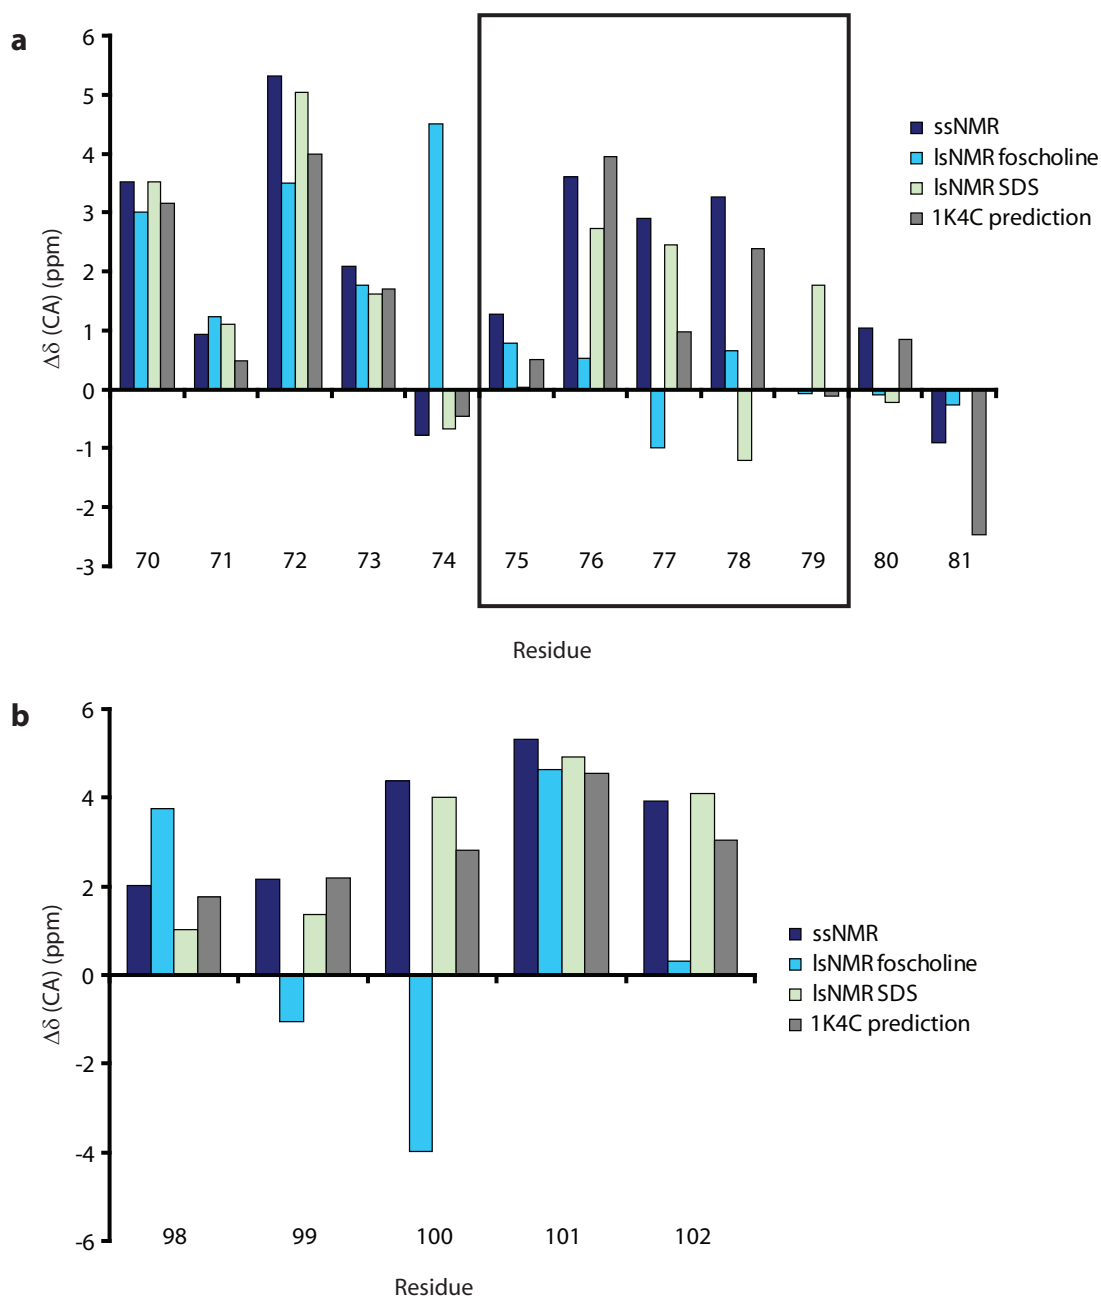 a
6
5
4
3
2
1
0
-1
-2
-3
Δδ (CA) (ppm)
70 71 72 73 74 75 76 77 78 79 80 81
Residue
ssNMR
lsNMR foscholine
lsNMR SDS
1K4C prediction
b
6
4
2
0
-2
-4
-6
Δδ (CA) (ppm)
98 99 100 101 102
Residue
ssNMR
lsNMR foscholine
lsNMR SDS
1K4C prediction